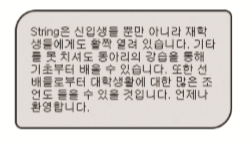 String은 신입생들 뿐만 아니라 재학
생들에게도 활짝 열려 있습니다. 기타
를 못 치셔도 동아리의 강습을 통해
기초부터 배울 수 있습니다. 또한 선
배들로부터 대학생활에 대한 많은 조
언도 들을 수 있을 것입니다. 언제나
환영합니다.